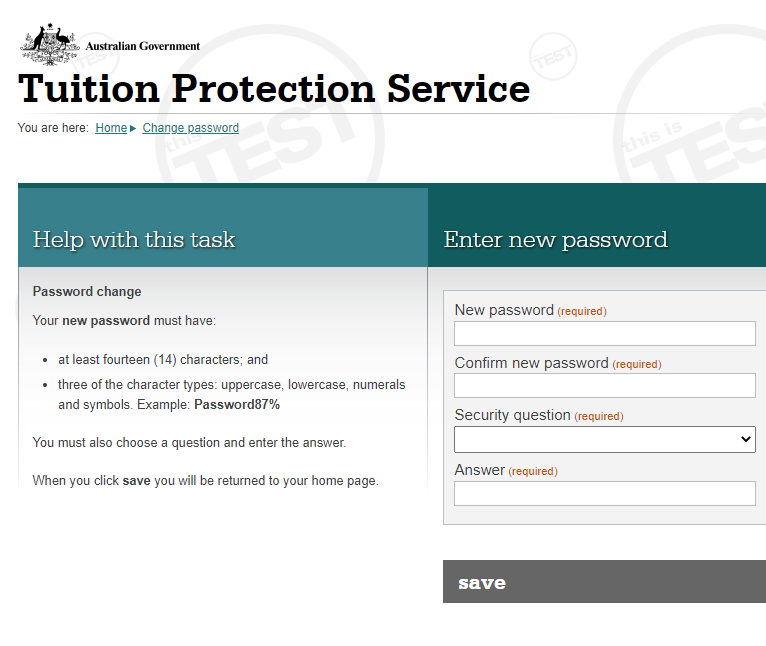 Australian Government
TEST
TEST
Tuition Protection Service
You are here: Home Change password
this is
TEST
this is
TEST
Help with this task
Enter new password
Password change
Your new password must have:
at least fourteen (14) characters; and
three of the character types: uppercase, lowercase, numerals
and symbols. Example: Password87%
You must also choose a question and enter the answer.
When you click save you will be returned to your home page.
New password (required)
Confirm new password (required)
Security question (required)
Answer (required)
save